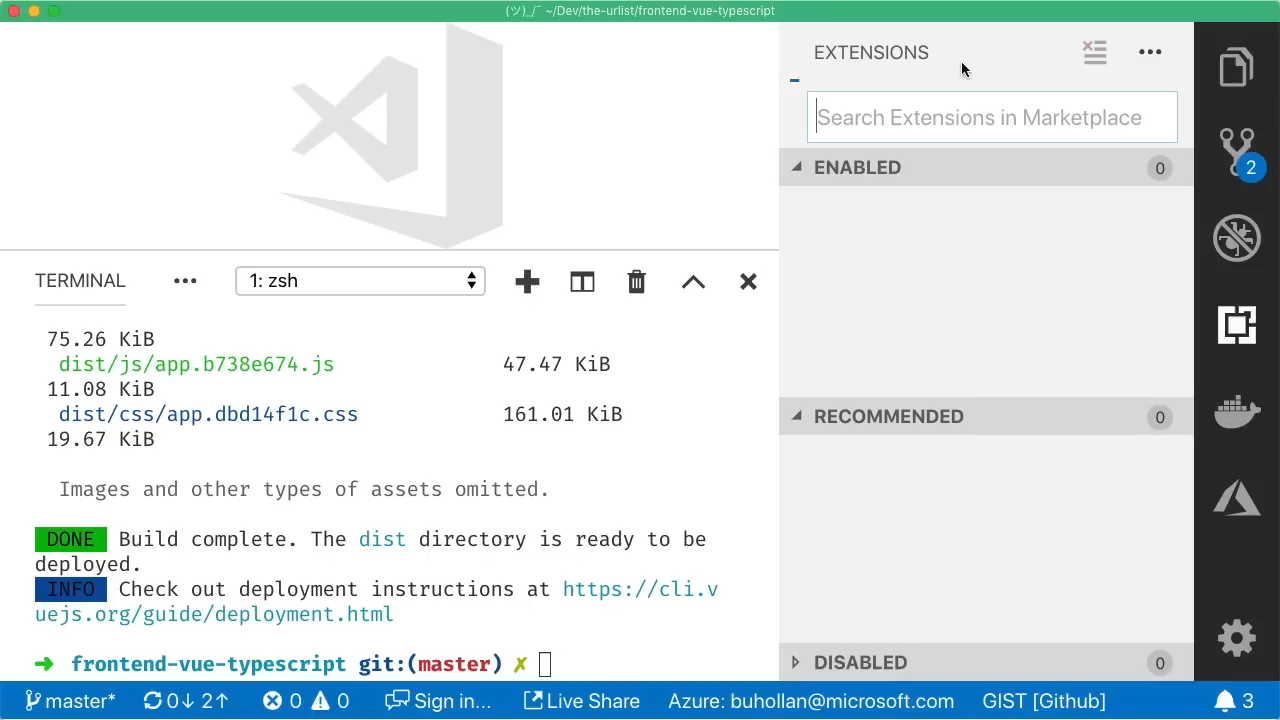 (ツ)_/¯ ~/Dev/the-urlist/frontend-vue-typescript
EXTENSIONS
Search Extensions in Marketplace
ENABLED 0
2
RECOMMENDED 0
DISABLED 0
TERMINAL 1: zsh
75.26 KiB
dist/js/app.b738e674.js 47.47 KiB
11.08 KiB
dist/css/app.dbd14f1c.css 161.01 KiB
19.67 KiB
Images and other types of assets omitted.
DONE Build complete. The dist directory is ready to be
deployed.
INFO Check out deployment instructions at https://cli.v
uejs.org/guide/deployment.html
➜ frontend-vue-typescript git:(master) ✗
master* 0↓ 2↑ 0 0 Sign in... Live Share Azure: buhollan@microsoft.com GIST [Github] 3